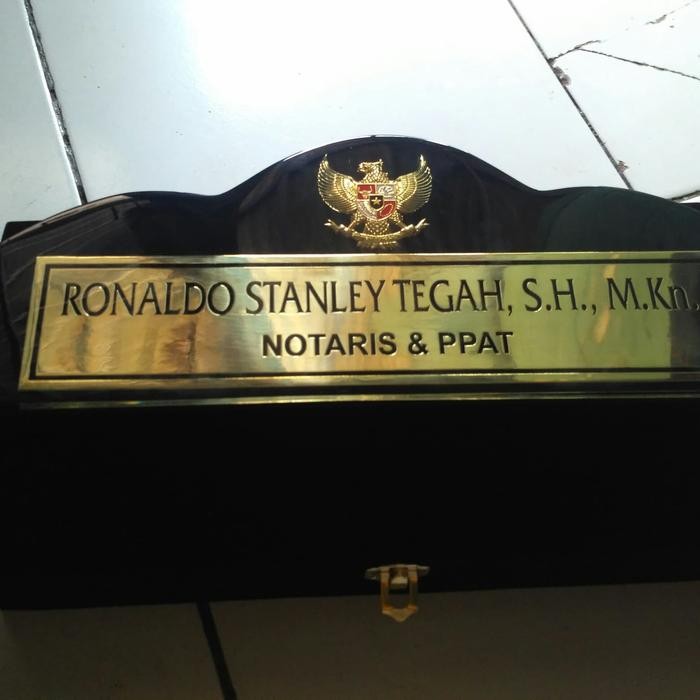 RONALDO STANLEY TEGAH, S.H., M.Kn.
NOTARIS & PPAT